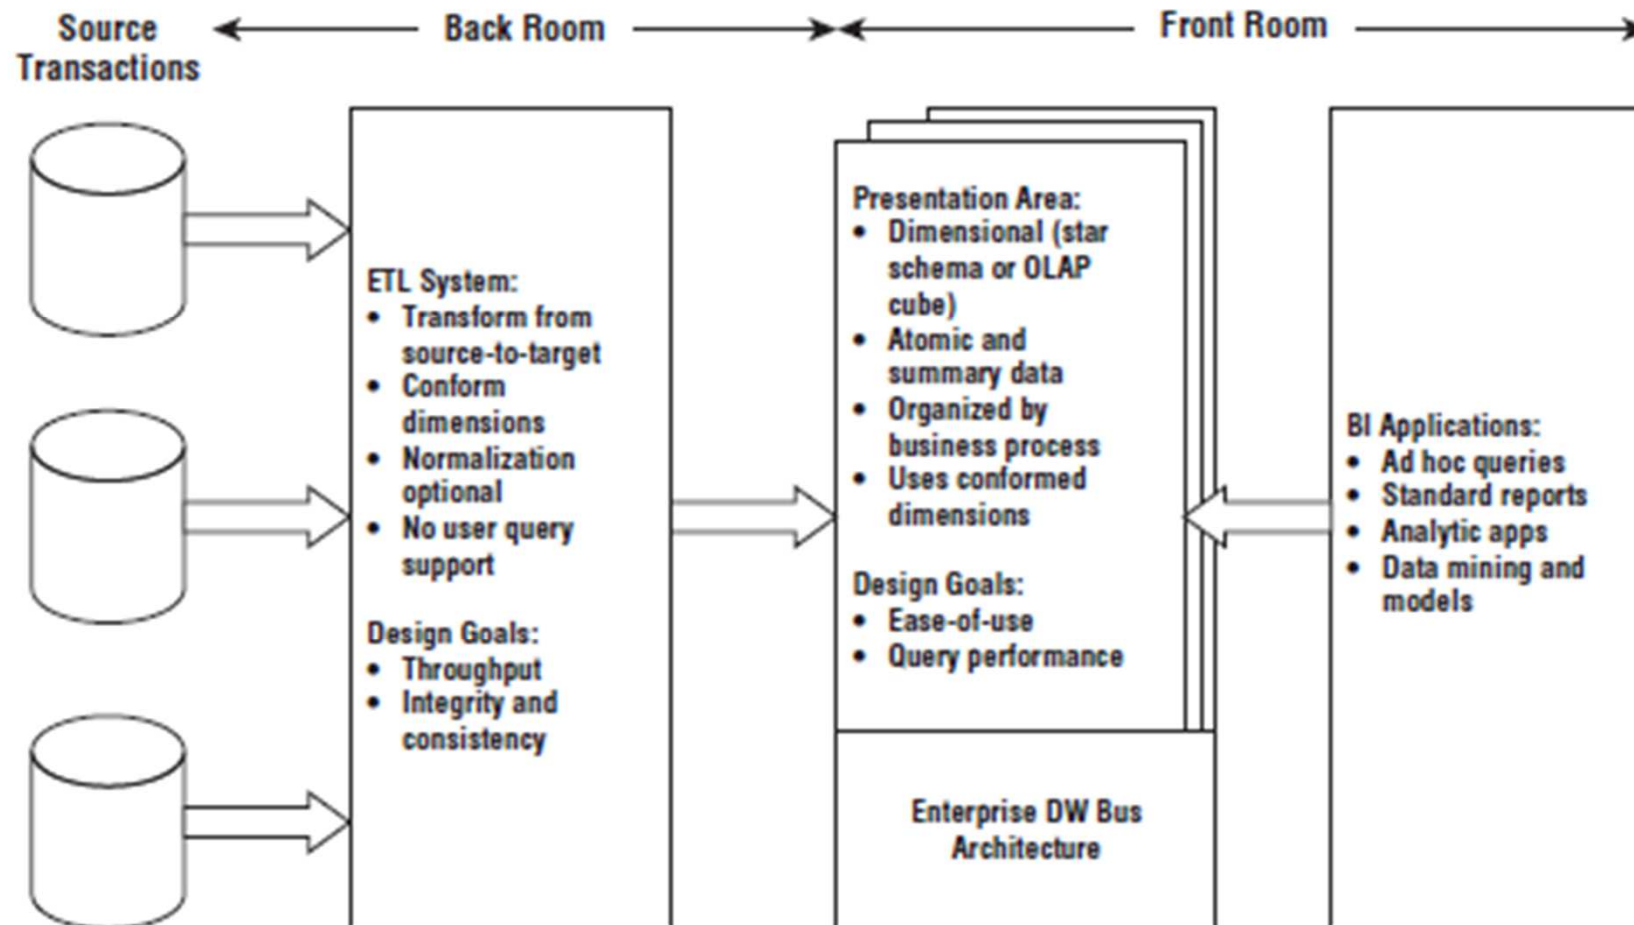 Source
Transactions
Back Room
Front Room
ETL System:
• Transform from
source-to-target
• Conform
dimensions
• Normalization
optional
• No user query
support
Design Goals:
• Throughput
• Integrity and
consistency
Presentation Area:
• Dimensional (star
schema or OLAP
cube)
• Atomic and
summary data
• Organized by
business process
• Uses conformed
dimensions
Design Goals:
• Ease-of-use
• Query performance
Enterprise DW Bus
Architecture
BI Applications:
• Ad hoc queries
• Standard reports
• Analytic apps
• Data mining and
models